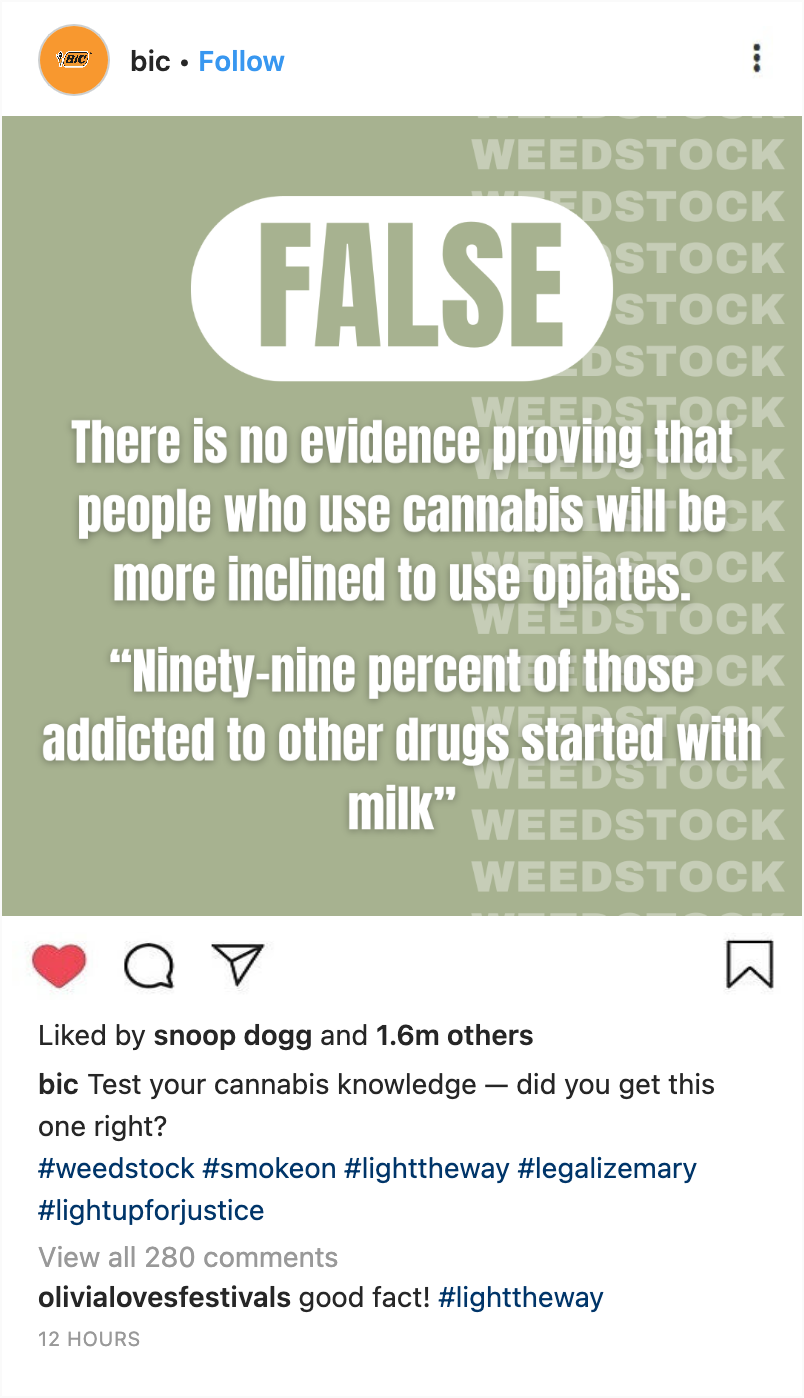 BIC
bic • Follow
WEEDSTOCK
WEEDSTOCK
WEEDSTOCK
WEEDSTOCK
WEEDSTOCK
FALSE
WEEDSTOCK
There is no evidence proving that
WEEDSTOCK
people who use cannabis will be
WEEDSTOCK
WEEDSTOCK
more inclined to use opiates.
WEEDSTOCK
“Ninety-nine percent of those
WEEDSTOCK
WEEDSTOCK
addicted to other drugs started with
WEEDSTOCK
milk”
WEEDSTOCK
WEEDSTOCK
Liked by snoop dogg and 1.6m others
bic Test your cannabis knowledge — did you get this
one right?
#weedstock #smokeon #lighttheway #legalizemary
#lightupforjustice
View all 280 comments
olivialovesfestivals good fact! #lighttheway
12 HOURS